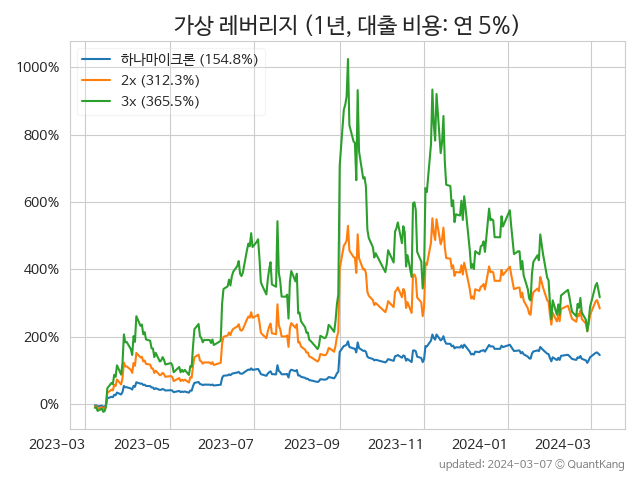 가상 레버리지 (1년, 대출 비용: 연 5%)
하나마이크론 (154.8%)
2x (312.3%)
3x (365.5%)
1000%
800%
600%
400%
200%
0%
2023-03 2023-05 2023-07 2023-09 2023-11 2024-01 2024-03
updated: 2024-03-07 © QuantKang